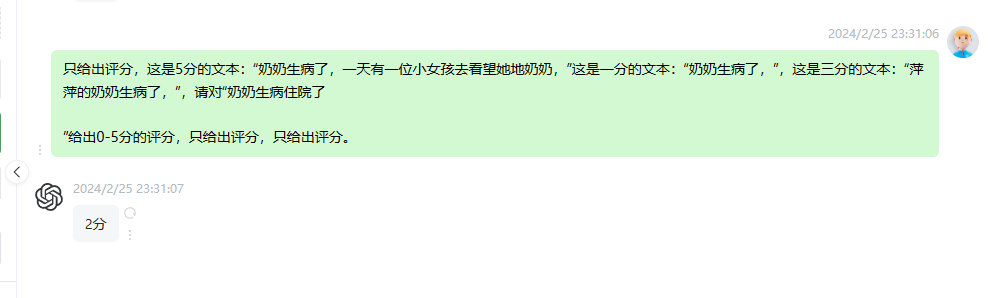 2024/2/25 23:31:06
只给出评分，这是5分的文本：“奶奶生病了，一天有一位小女孩去看望她地奶奶，”这是一分的文本：“奶奶生病了，”，这是三分的文本：“萍
萍的奶奶生病了，”，请对“奶奶生病住院了
”给出0-5分的评分，只给出评分，只给出评分。
2024/2/25 23:31:07
2分